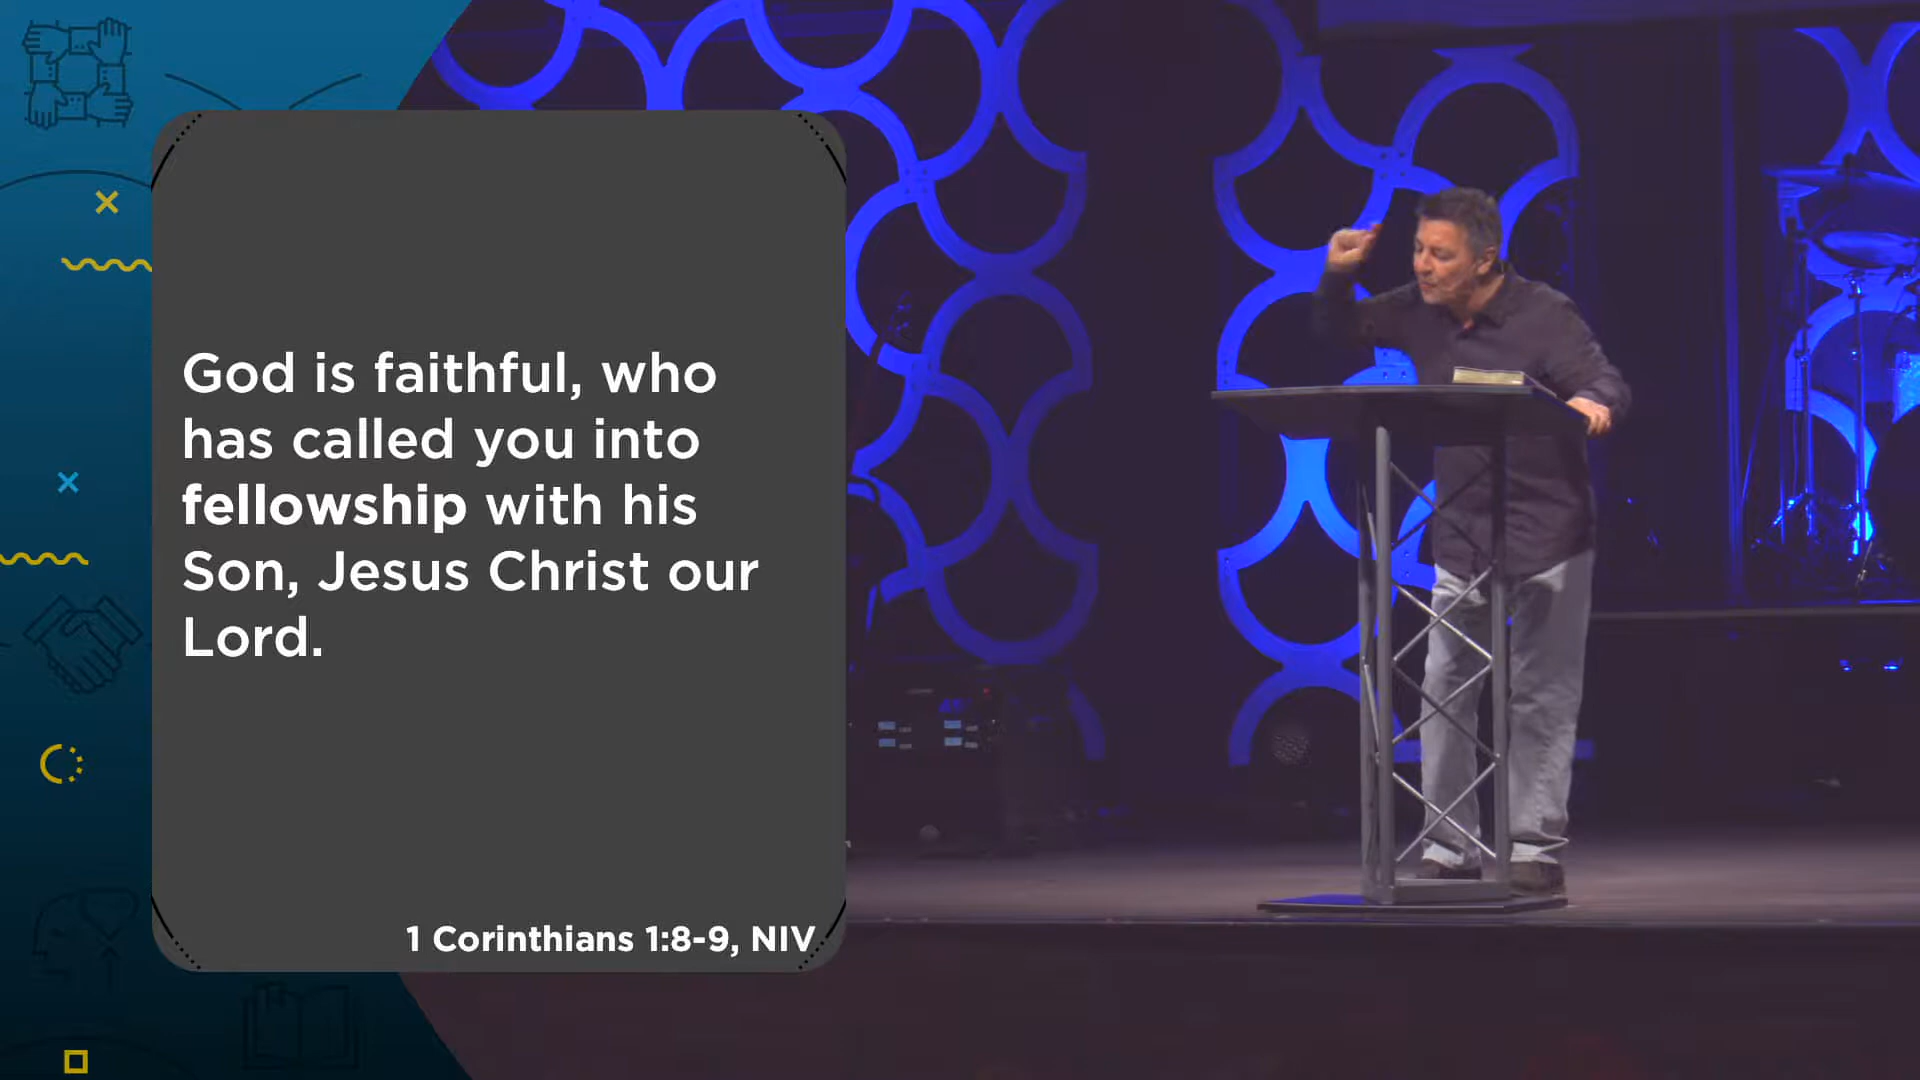 God is faithful, who
has called you into
fellowship with his
Son, Jesus Christ our
Lord.
1 Corinthians 1:8-9, NIV